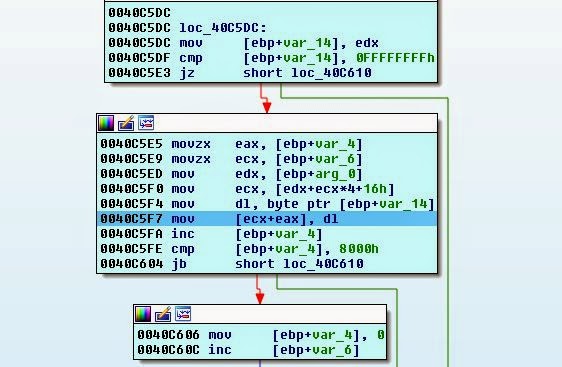 0040C5DC
0040C5DC loc_40C5DC:
0040C5DC mov [ebp+var_14], edx
0040C5DF cmp [ebp+var_14], 0FFFFFFFFh
0040C5E3 jz short loc_40C610
0040C5E5 movzx eax, [ebp+var_4]
0040C5E9 movzx ecx, [ebp+var_6]
0040C5ED mov edx, [ebp+arg_0]
0040C5F0 mov ecx, [edx+ecx*4+16h]
0040C5F4 mov dl, byte ptr [ebp+var_14]
0040C5F7 mov [ecx+eax], dl
0040C5FA inc [ebp+var_4]
0040C5FE cmp [ebp+var_4], 8000h
0040C604 jb short loc_40C610
0040C606 mov [ebp+var_4], 0
0040C60C inc [ebp+var_6]